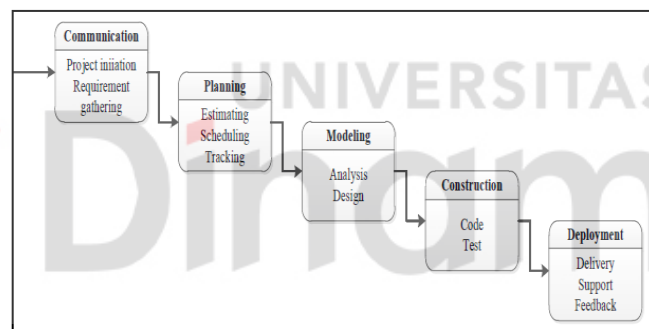 UNIVERSITAS
Dinam
Communication
Project iniiation
Requirement
gathering
Planning
Estimating
Scheduling
Tracking
Modeling
Analysis
Design
Construction
Code
Test
Deployment
Delivery
Support
Feedback